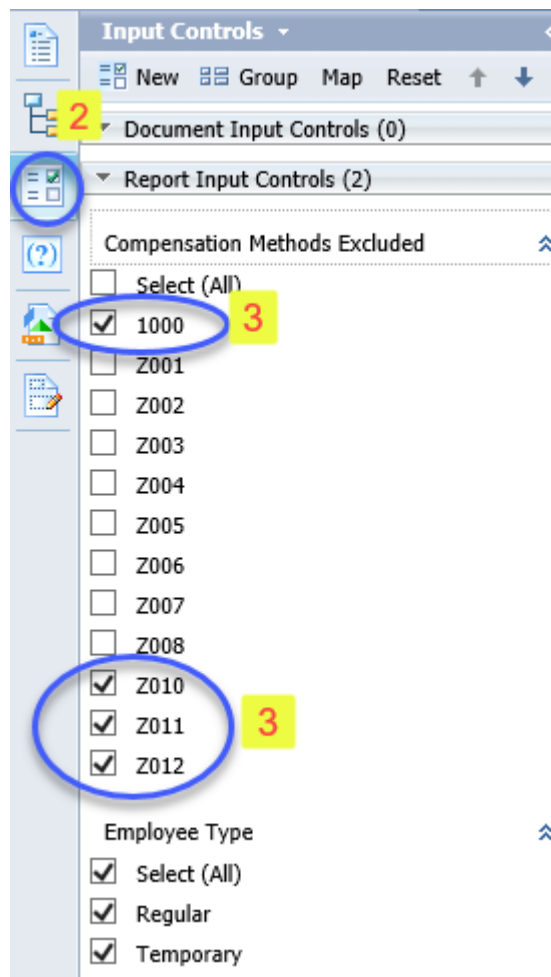 Input Controls
New Group Map Reset
2
Document Input Controls (0)
Report Input Controls (2)
(?)
Compensation Methods Excluded
Select (All)
1000 3
Z001
Z002
Z003
Z004
Z005
Z006
Z007
Z008
Z010
Z011 3
Z012
Employee Type
Select (All)
Regular
Temporary